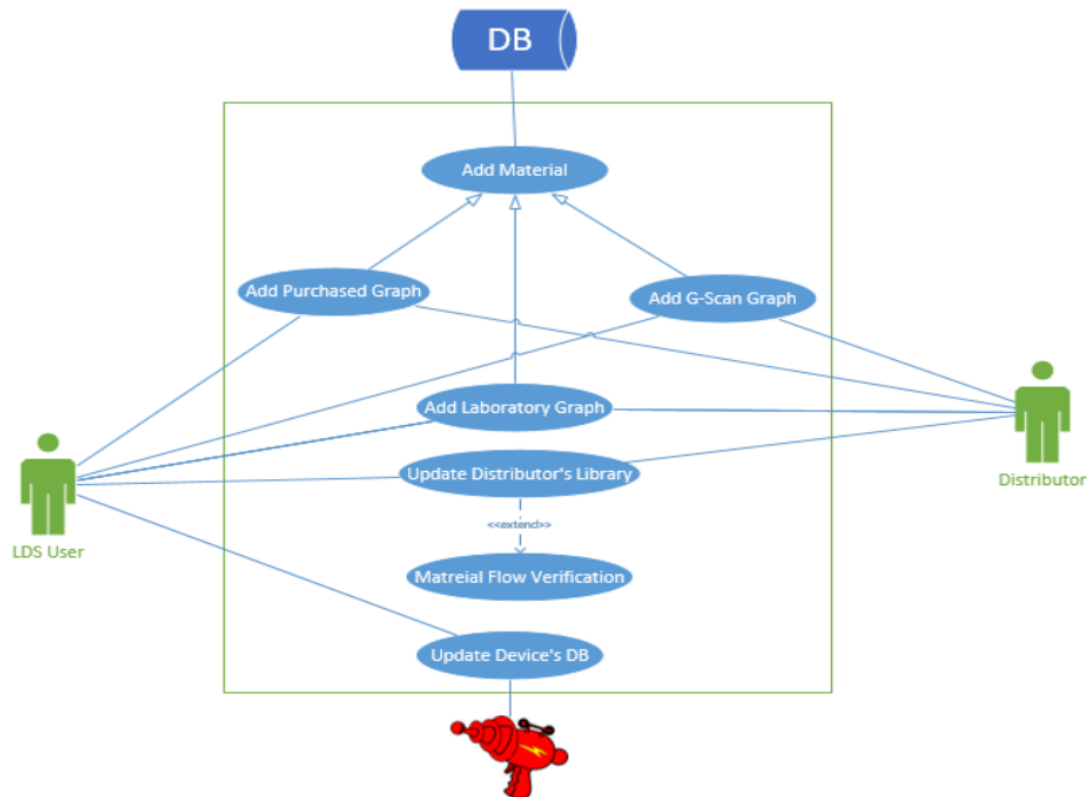 DB
Add Material
Add Purchased Graph
Add G-Scan Graph
Add Laboratory Graph
Update Distributor's Library
Distributor
<<extend>>
LDS User
Matreial Flow Verification
Update Device's DB